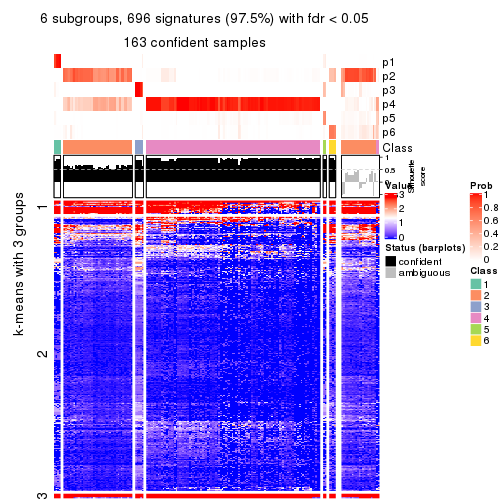 6 subgroups, 696 signatures (97.5%) with fdr < 0.05
163 confident samples
p1
p2
p3
p4
p5
p6
Class
1
0.5
0
Silhouette
score
k-means with 3 groups
1
2
3
Value
3
2
1
0
Status (barplots)
confident
ambiguous
Prob
1
0.8
0.6
0.4
0.2
0
Class
1
2
3
4
5
6